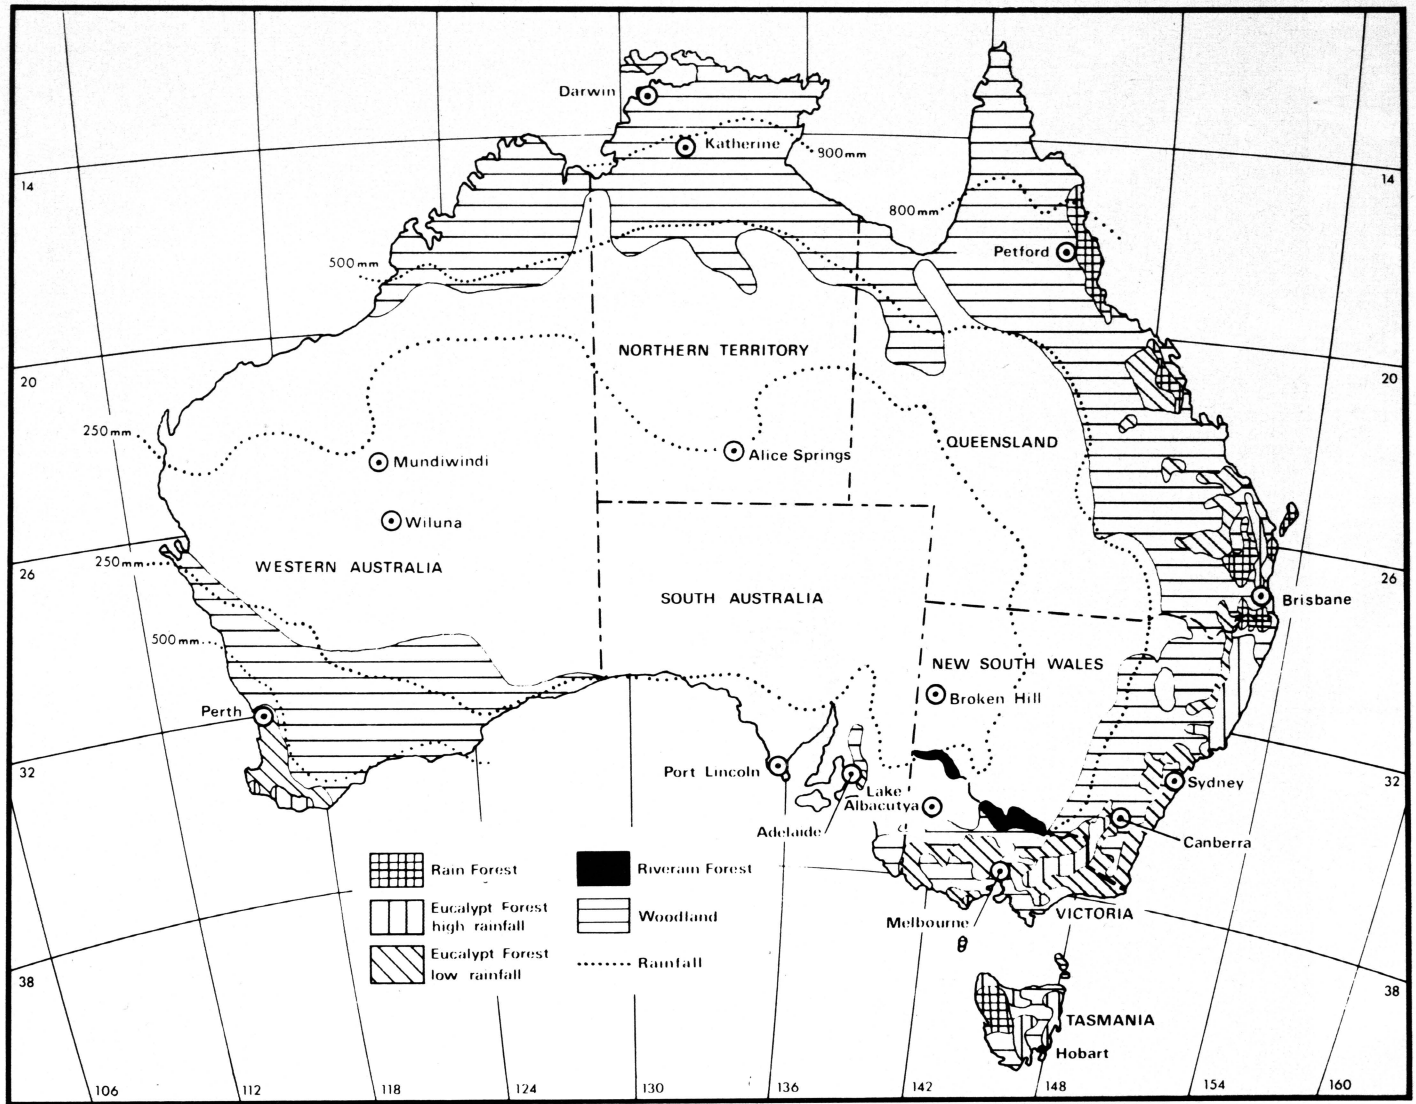 Darwin
Katherine
800mm
14
14
800mm
Petford
500mm
NORTHERN TERRITORY
20
20
250mm
QUEENSLAND
Mundiwindi
Alice Springs
Wiluna
250mm
WESTERN AUSTRALIA
26
26
SOUTH AUSTRALIA
Brisbane
500mm
NEW SOUTH WALES
Broken Hill
Perth
32
32
Port Lincoln
Sydney
Lake
Albacutya
Adelaide
Canberra
Rain Forest
Riverain Forest
Eucalypt Forest
high rainfall
Woodland
Melbourne
VICTORIA
Eucalypt Forest
low rainfall
Rainfall
38
38
TASMANIA
Hobart
106
112
118
124
130
136
142
148
154
160